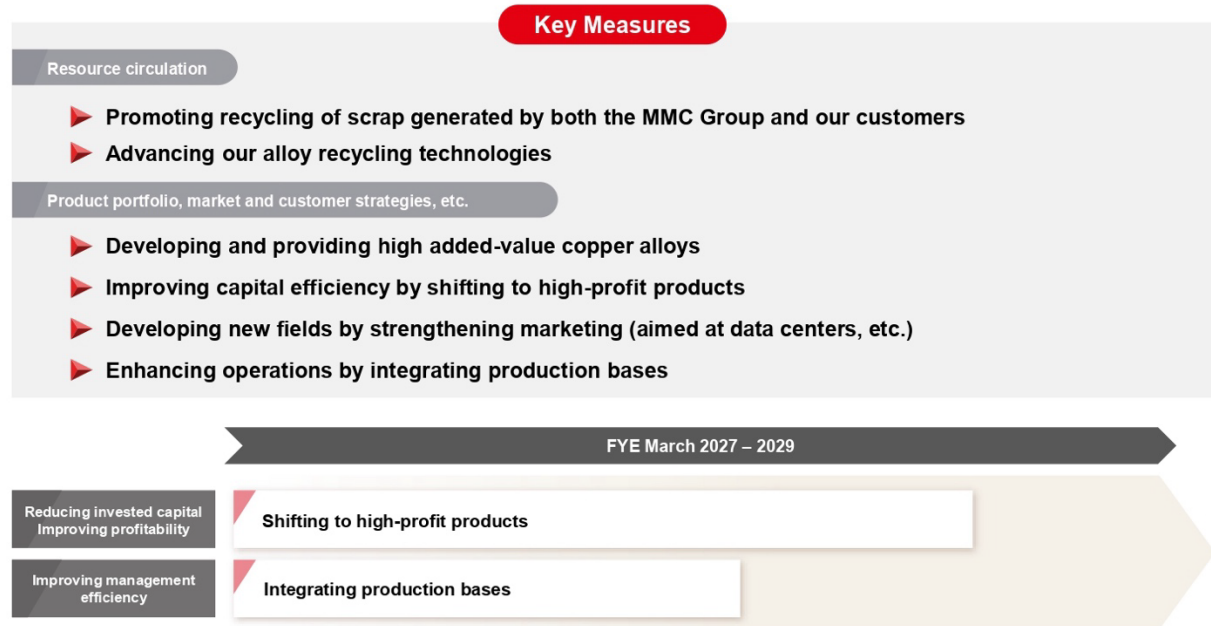 Key Measures
Resource circulation
Promoting recycling of scrap generated by both the MMC Group and our customers
Advancing our alloy recycling technologies
Product portfolio, market and customer strategies, etc.
Developing and providing high added-value copper alloys
Improving capital efficiency by shifting to high-profit products
Developing new fields by strengthening marketing (aimed at data centers, etc.)
Enhancing operations by integrating production bases
FYE March 2027 – 2029
Reducing invested capital
Improving profitability
Shifting to high-profit products
Improving management
efficiency
Integrating production bases